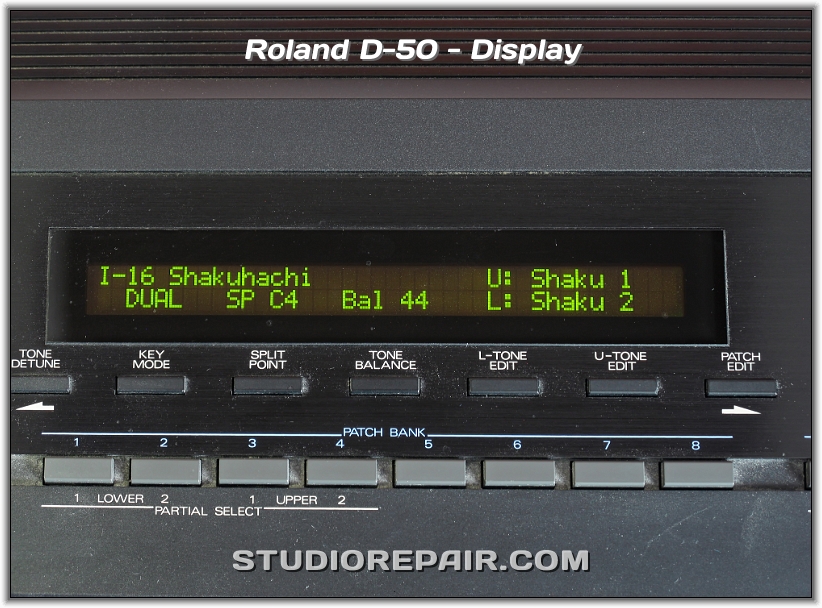 Roland D-50 - Display
I-16 Shakuhachi U: Shaku 1
DUAL SP C4 Bal 44 L: Shaku 2
TONE DETUNE
KEY MODE
SPLIT POINT
TONE BALANCE
L-TONE EDIT
U-TONE EDIT
PATCH EDIT
PATCH BANK
1 2 3 4 5 6 7 8
1 LOWER 2 1 UPPER 2
PARTIAL SELECT
STUDIOREPAIR.COM